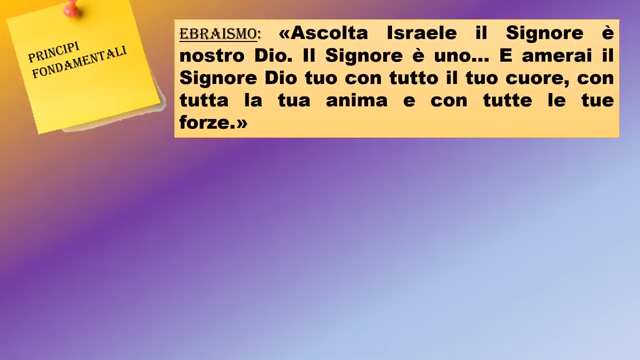 PRINCIPI
FONDAMENTALI
EBRAISMO: «Ascolta Israele il Signore è
nostro Dio. Il Signore è uno... E amerai il
Signore Dio tuo con tutto il tuo cuore, con
tutta la tua anima e con tutte le tue
forze.»